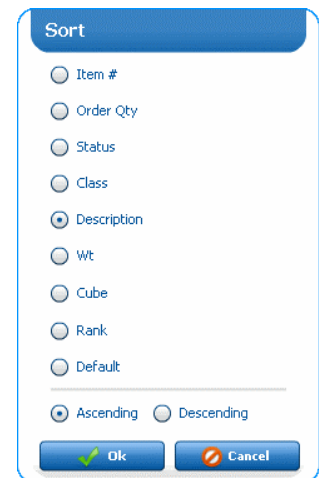 Sort
Item #
Order Qty
Status
Class
Description
Wt
Cube
Rank
Default
Ascending Descending
Ok Cancel